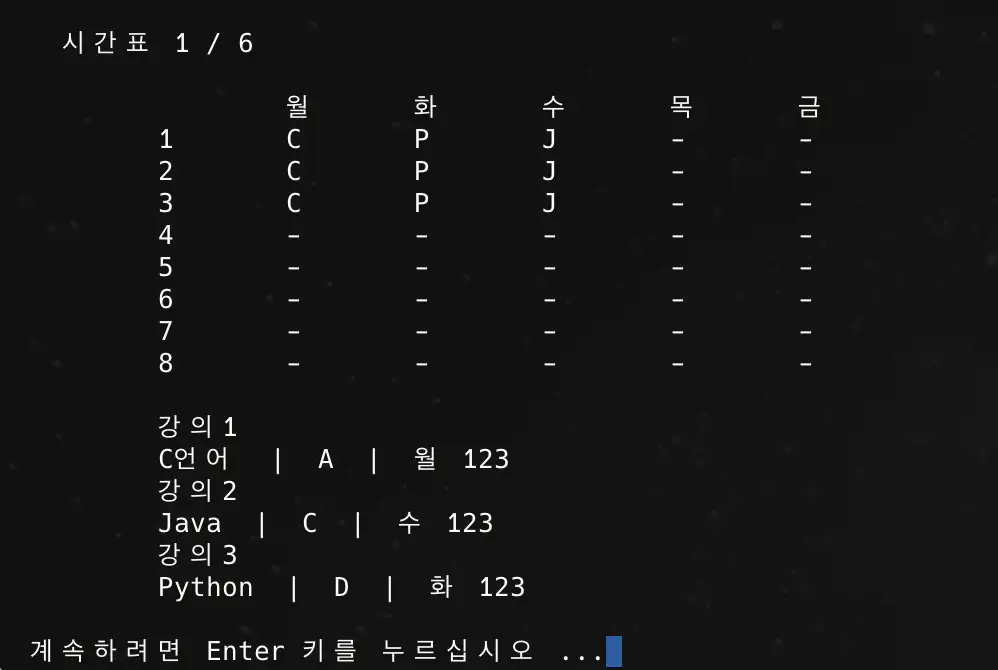 시간표 1 / 6
월 화 수 목 금
1 C P J - -
2 C P J - -
3 C P J - -
4 - - - - -
5 - - - - -
6 - - - - -
7 - - - - -
8 - - - - -
강의1
C언어 | A | 월 123
강의2
Java | C | 수 123
강의3
Python | D | 화 123
계속하려면 Enter 키를 누르십시오 ...